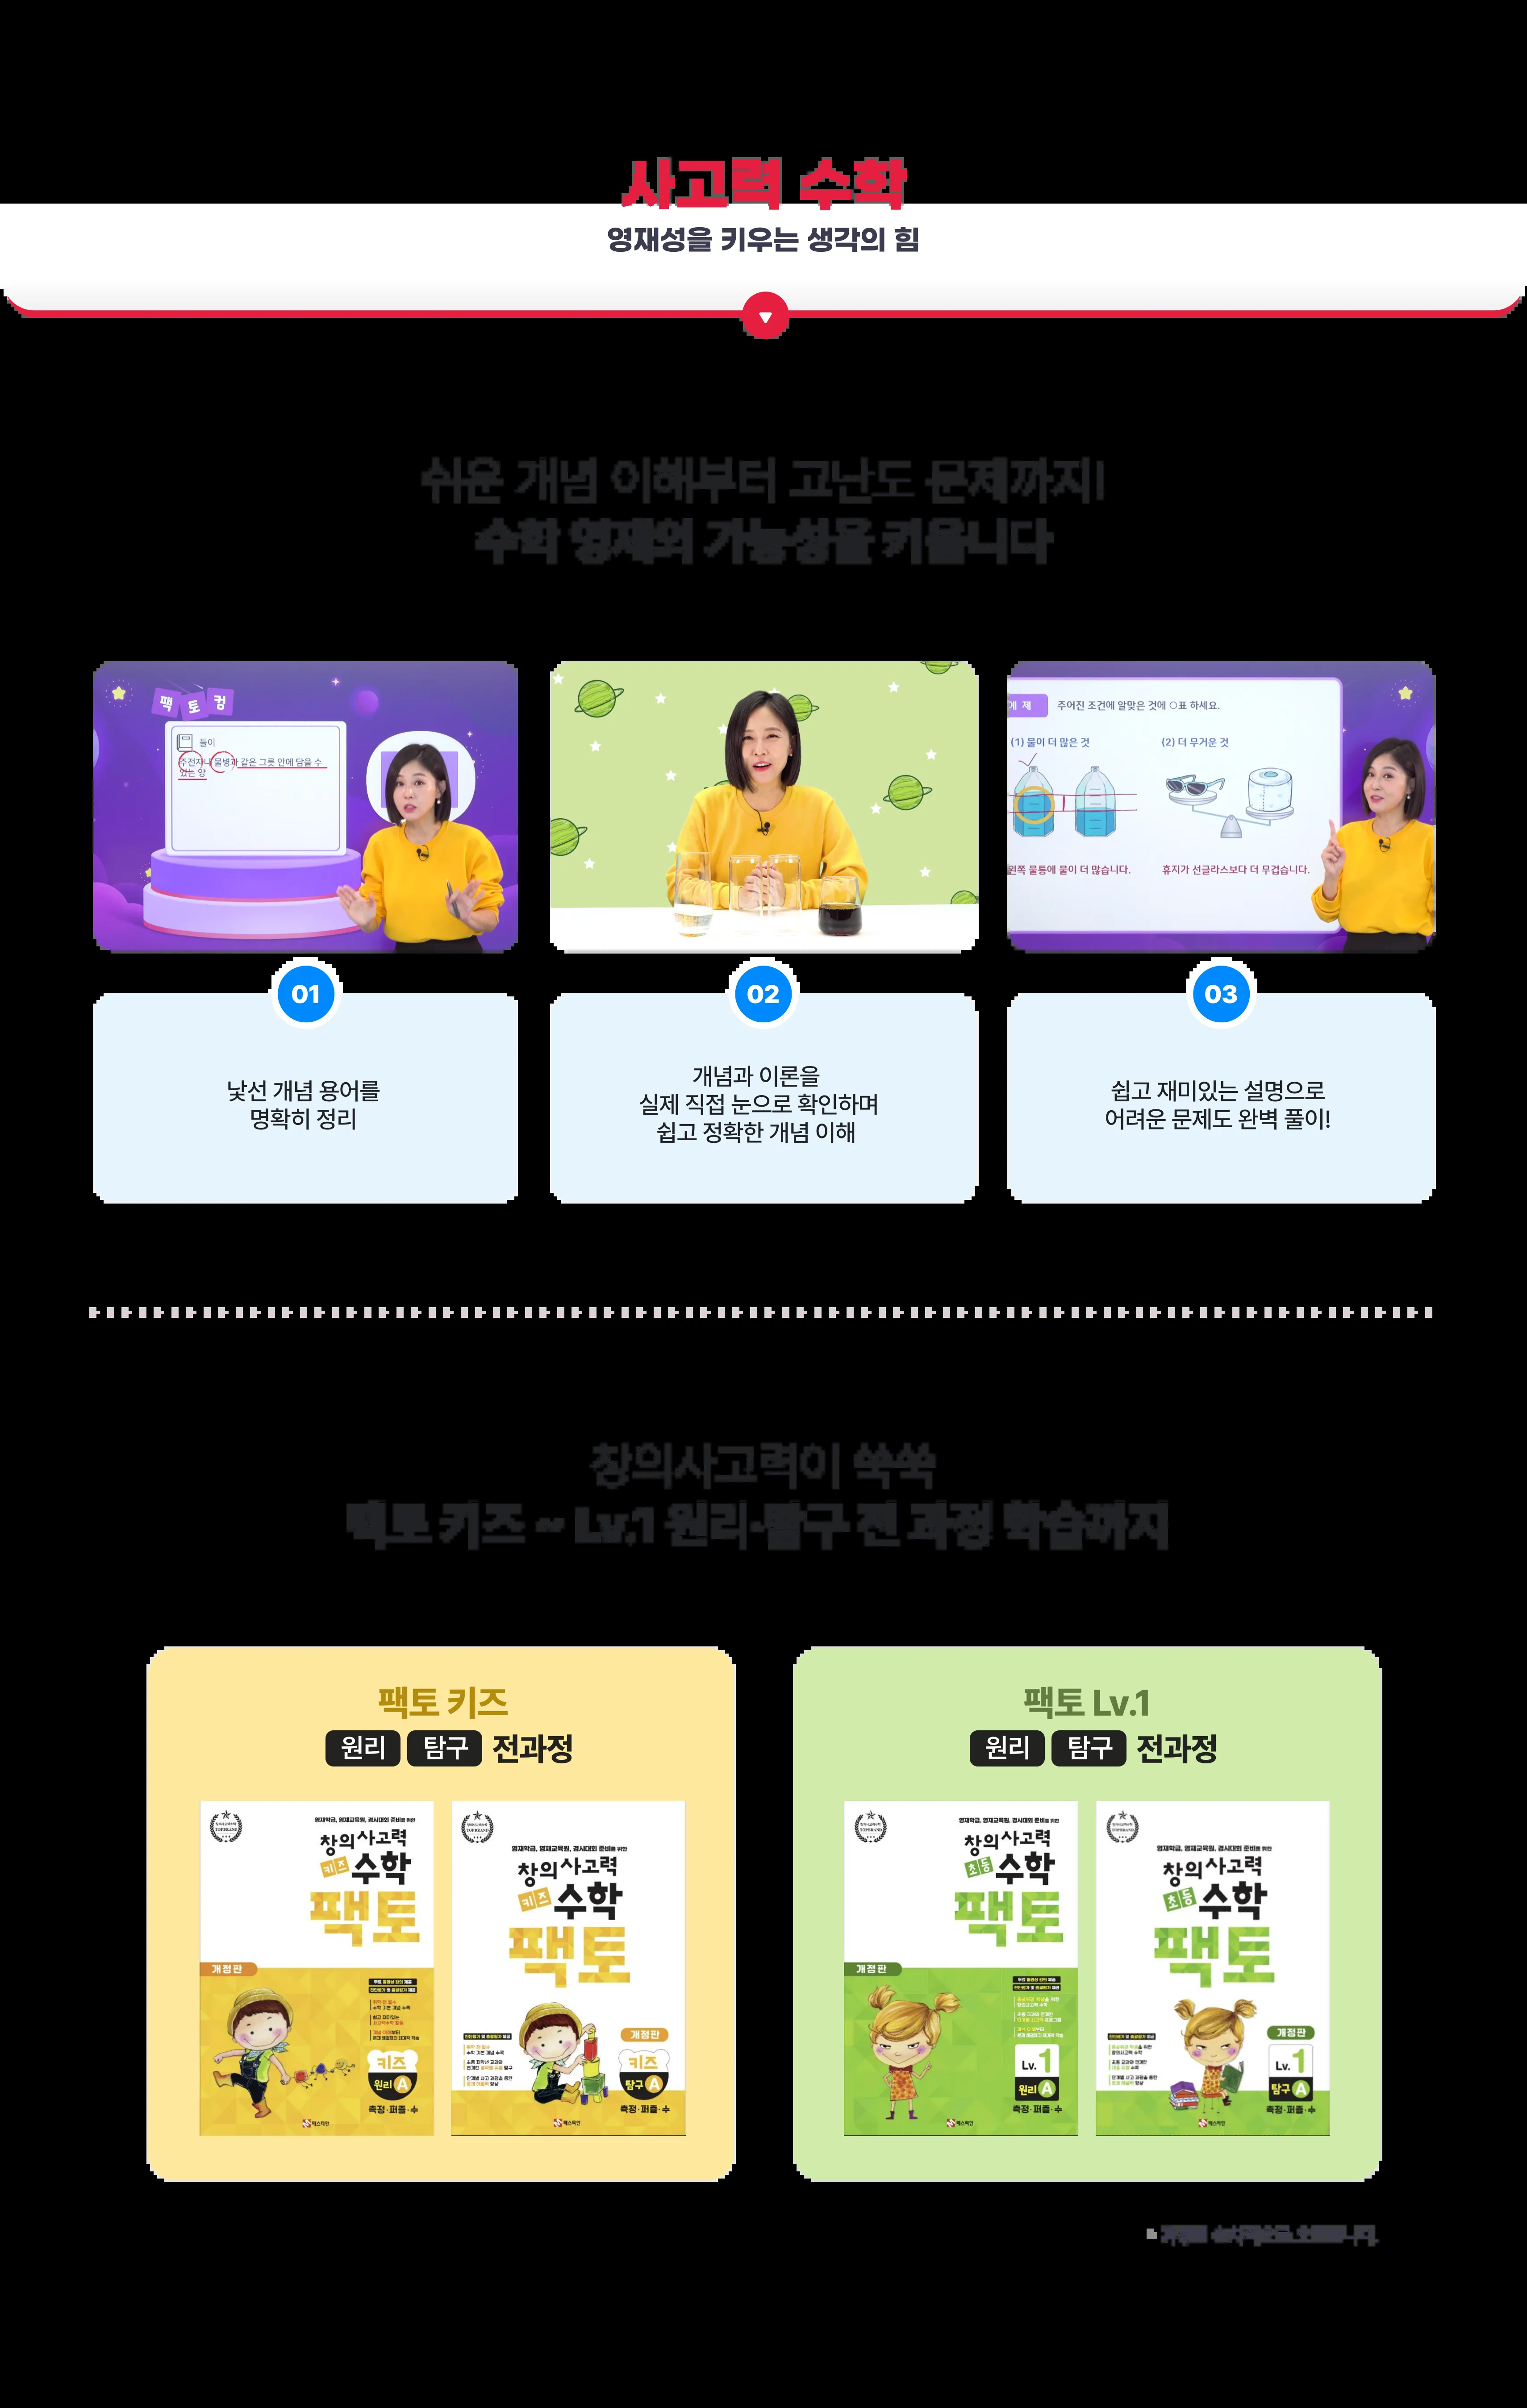 사고력 수학
영재성을 키우는 생각의 힘
쉬운 개념 이해부터 고난도 문제까지!
수학 영재의 가능성을 키웁니다
팩토컴
들이
주전자나 물병과 같은 그릇 안에 담을 수
있는 양
예 제
주어진 조건에 알맞은 것에 ○표 하세요.
(1) 물이 더 많은 것
(2) 더 무거운 것
왼쪽 물통에 물이 더 많습니다.
휴지가 선글라스보다 더 무겁습니다.
01
낯선 개념 용어를
명확히 정리
02
개념과 이론을
실제 직접 눈으로 확인하며
쉽고 정확한 개념 이해
03
쉽고 재미있는 설명으로
어려운 문제도 완벽 풀이!
창의사고력이 쑥쑥
팩토 키즈 ~ Lv.1 원리·탐구 전 과정 학습까지
팩토 키즈
원리 탐구 전과정
영재학급, 영재교육원, 경시대회 준비를 위한
창의사고력
키즈 수학
팩토
개정판
키즈
원리 A
측정·퍼즐·수
매스티안
영재학급, 영재교육원, 경시대회 준비를 위한
창의사고력
키즈 수학
팩토
개정판
키즈
탐구 A
측정·퍼즐·수
매스티안
팩토 Lv.1
원리 탐구 전과정
영재학급, 영재교육원, 경시대회 준비를 위한
창의사고력
초등 수학
팩토
개정판
Lv. 1
원리 A
측정·퍼즐·수
매스티안
영재학급, 영재교육원, 경시대회 준비를 위한
창의사고력
초등 수학
팩토
개정판
Lv. 1
탐구 A
측정·퍼즐·수
매스티안